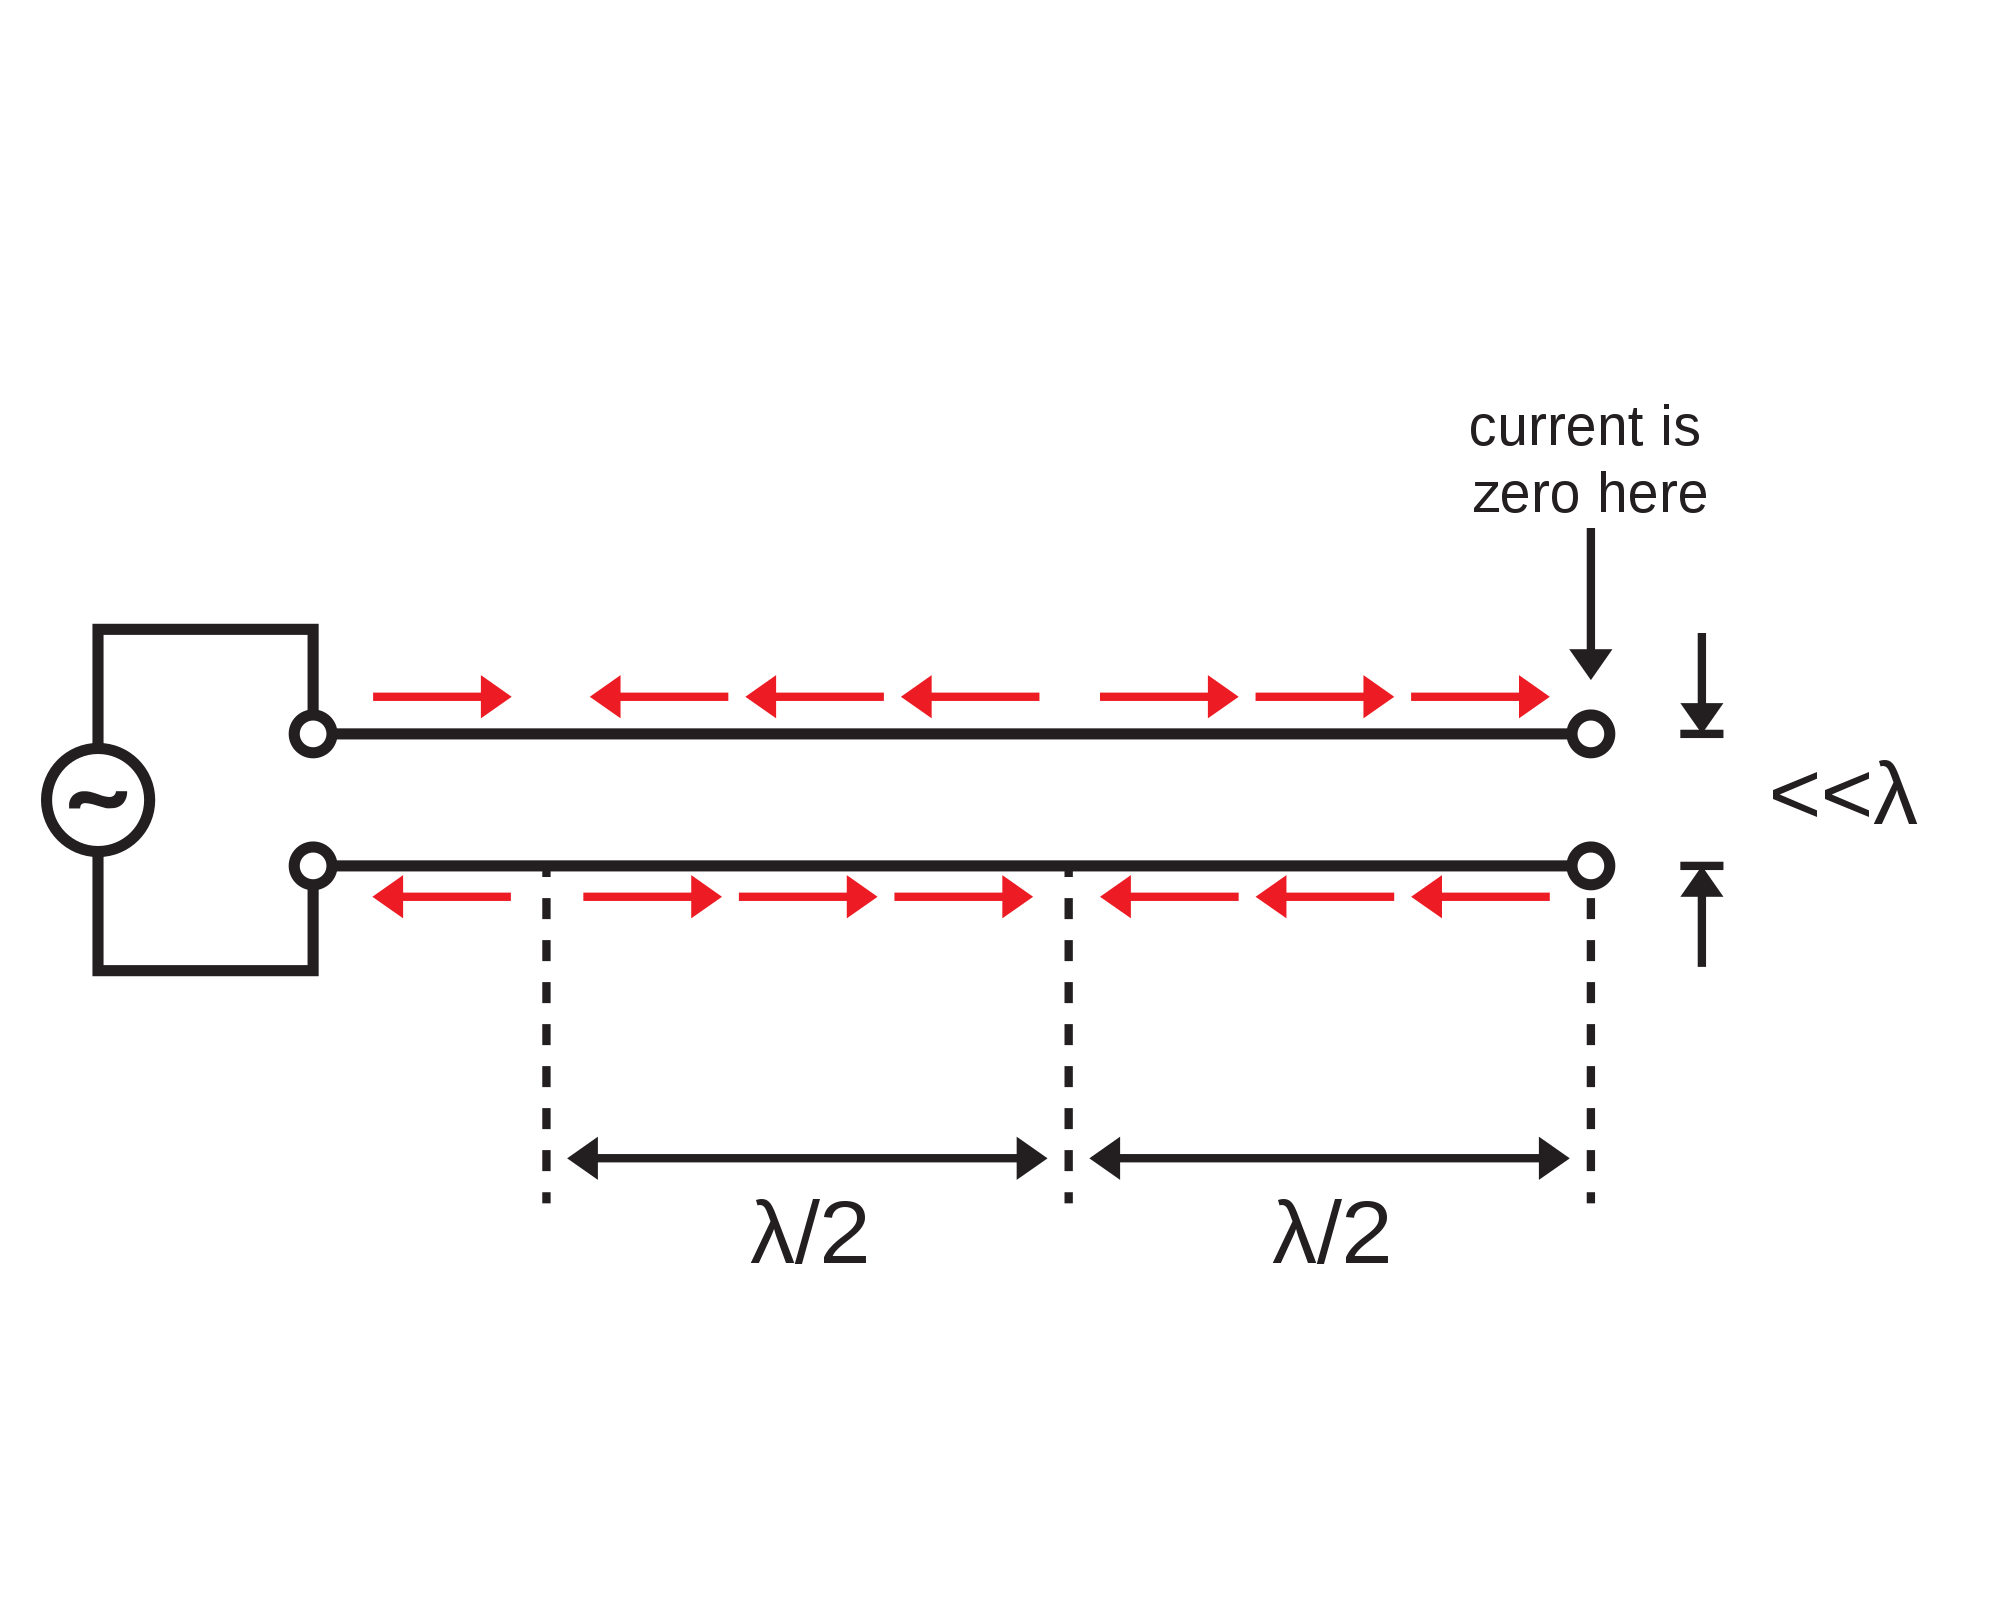 current is
zero here
~
<<λ
λ/2
λ/2